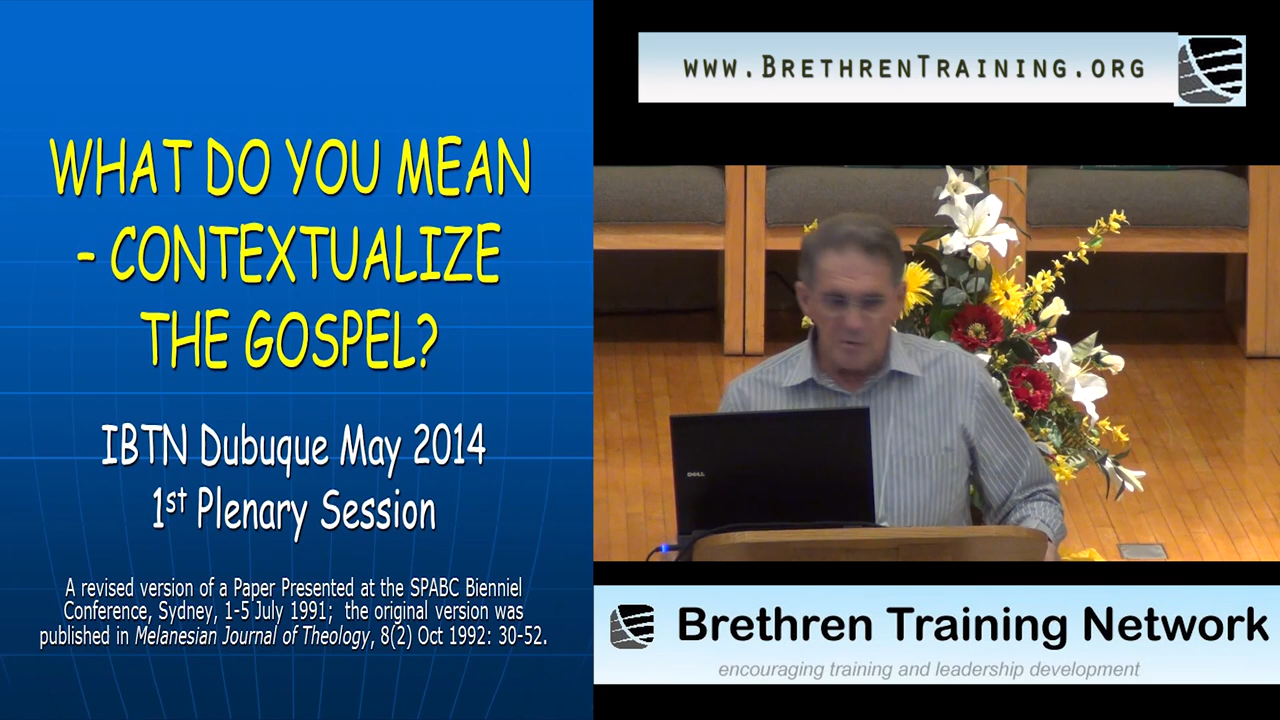 WHAT DO YOU MEAN
- CONTEXTUALIZE
THE GOSPEL?
IBTN Dubuque May 2014
1st Plenary Session
A revised version of a Paper Presented at the SPABC Bienniel
Conference, Sydney, 1-5 July 1991; the original version was
published in Melanesian Journal of Theology, 8(2) Oct 1992: 30-52.
www.BrethrenTraining.org
DELL
Brethren Training Network
encouraging training and leadership development